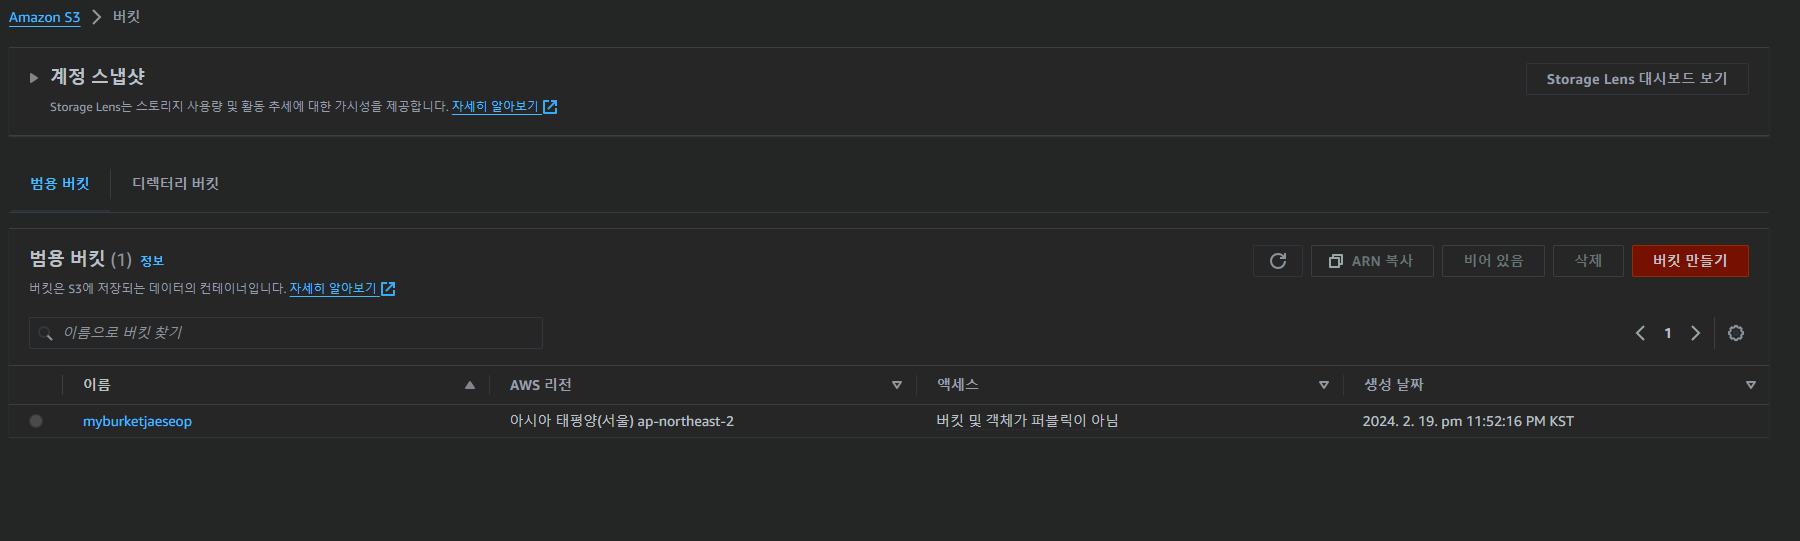 Amazon S3 > 버킷
계정 스냅샷
Storage Lens 대시보드 보기
Storage Lens는 스토리지 사용량 및 활동 추세에 대한 가시성을 제공합니다. 자세히 알아보기
범용 버킷 디렉터리 버킷
범용 버킷 (1) 정보
ARN 복사 비어 있음 삭제 버킷 만들기
버킷은 S3에 저장되는 데이터의 컨테이너입니다. 자세히 알아보기
이름으로 버킷 찾기
1
이름 AWS 리전 액세스 생성 날짜
myburketjaeseop 아시아 태평양(서울) ap-northeast-2 버킷 및 객체가 퍼블릭이 아님 2024. 2. 19. pm 11:52:16 PM KST